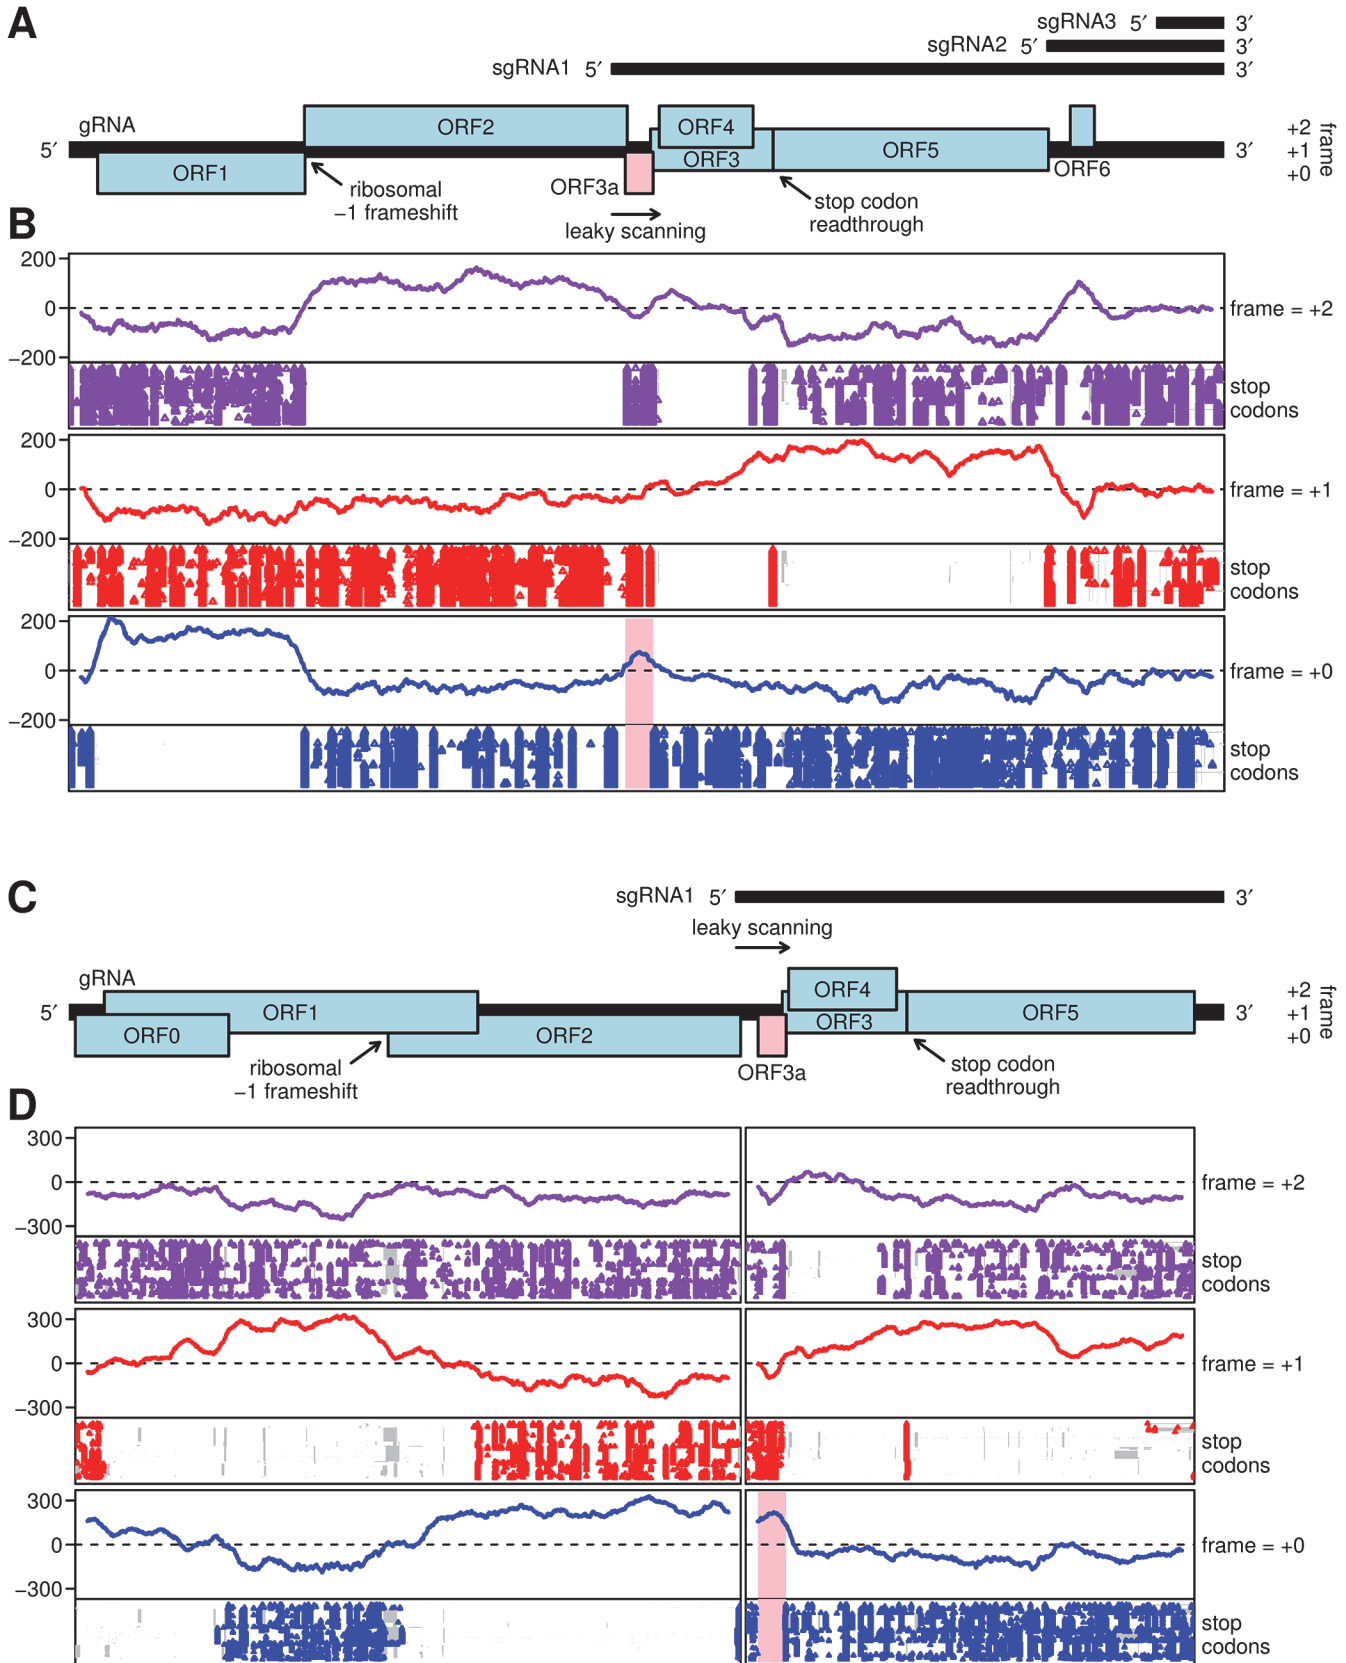 A
sgRNA3 5′ 3′
sgRNA2 5′ 3′
sgRNA1 5′ 3′
gRNA
ORF2
ORF4
+2
5′
ORF3
ORF5
3′
+1
frame
ORF1
ORF6
+0
ORF3a
ribosomal
−1 frameshift
stop codon
readthrough
leaky scanning
B
200
0
−200
frame = +2
stop
codons
200
0
−200
frame = +1
stop
codons
200
0
−200
frame = +0
stop
codons
C
sgRNA1 5′ 3′
leaky scanning
gRNA
ORF4
+2
5′
ORF1
ORF3
ORF5
3′
+1
frame
ORF0
ORF2
+0
ribosomal
−1 frameshift
ORF3a
stop codon
readthrough
D
300
0
−300
frame = +2
stop
codons
300
0
−300
frame = +1
stop
codons
300
0
−300
frame = +0
stop
codons